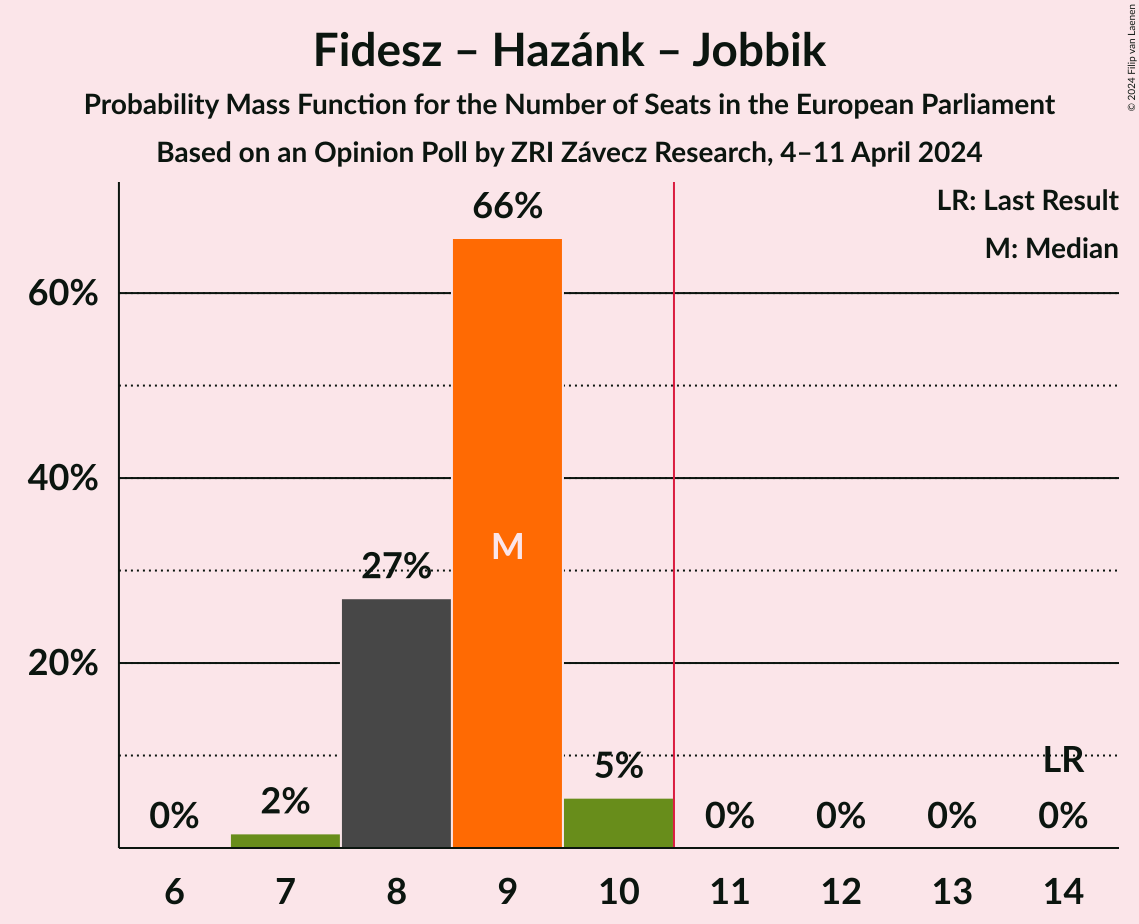 Fidesz – Hazánk – Jobbik
Probability Mass Function for the Number of Seats in the European Parliament
Based on an Opinion Poll by ZRI Závecz Research, 4–11 April 2024
© 2024 Filip van Laenen
LR: Last Result
M: Median
66%
60%
M
40%
27%
20%
LR
5%
2%
0% 0% 0% 0% 0%
6 7 8 9 10 11 12 13 14